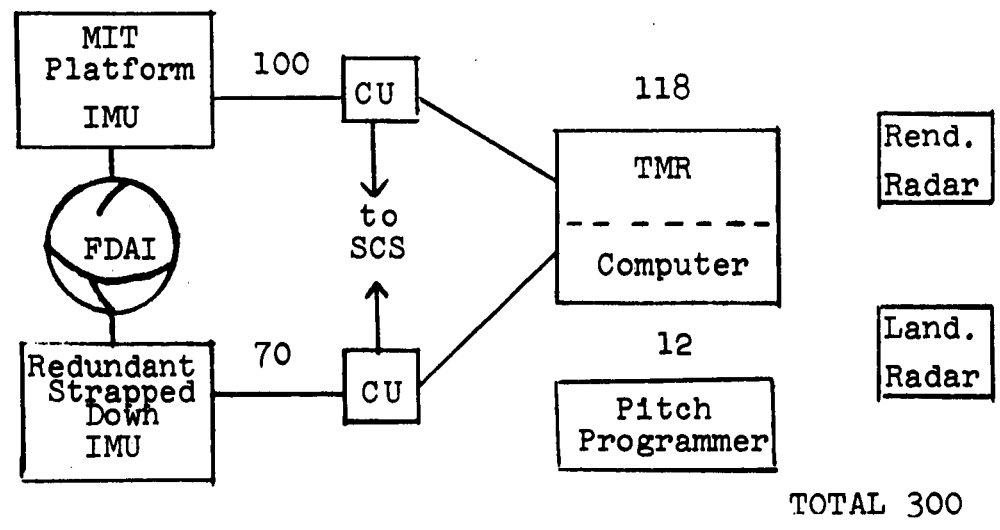 MIT
Platform
IMU
100
CU
118
TMR
Computer
Rend.
Radar
FDAI
to
SCS
Redundant
Strapped
Down
IMU
70
CU
12
Pitch
Programmer
Land.
Radar
TOTAL 300